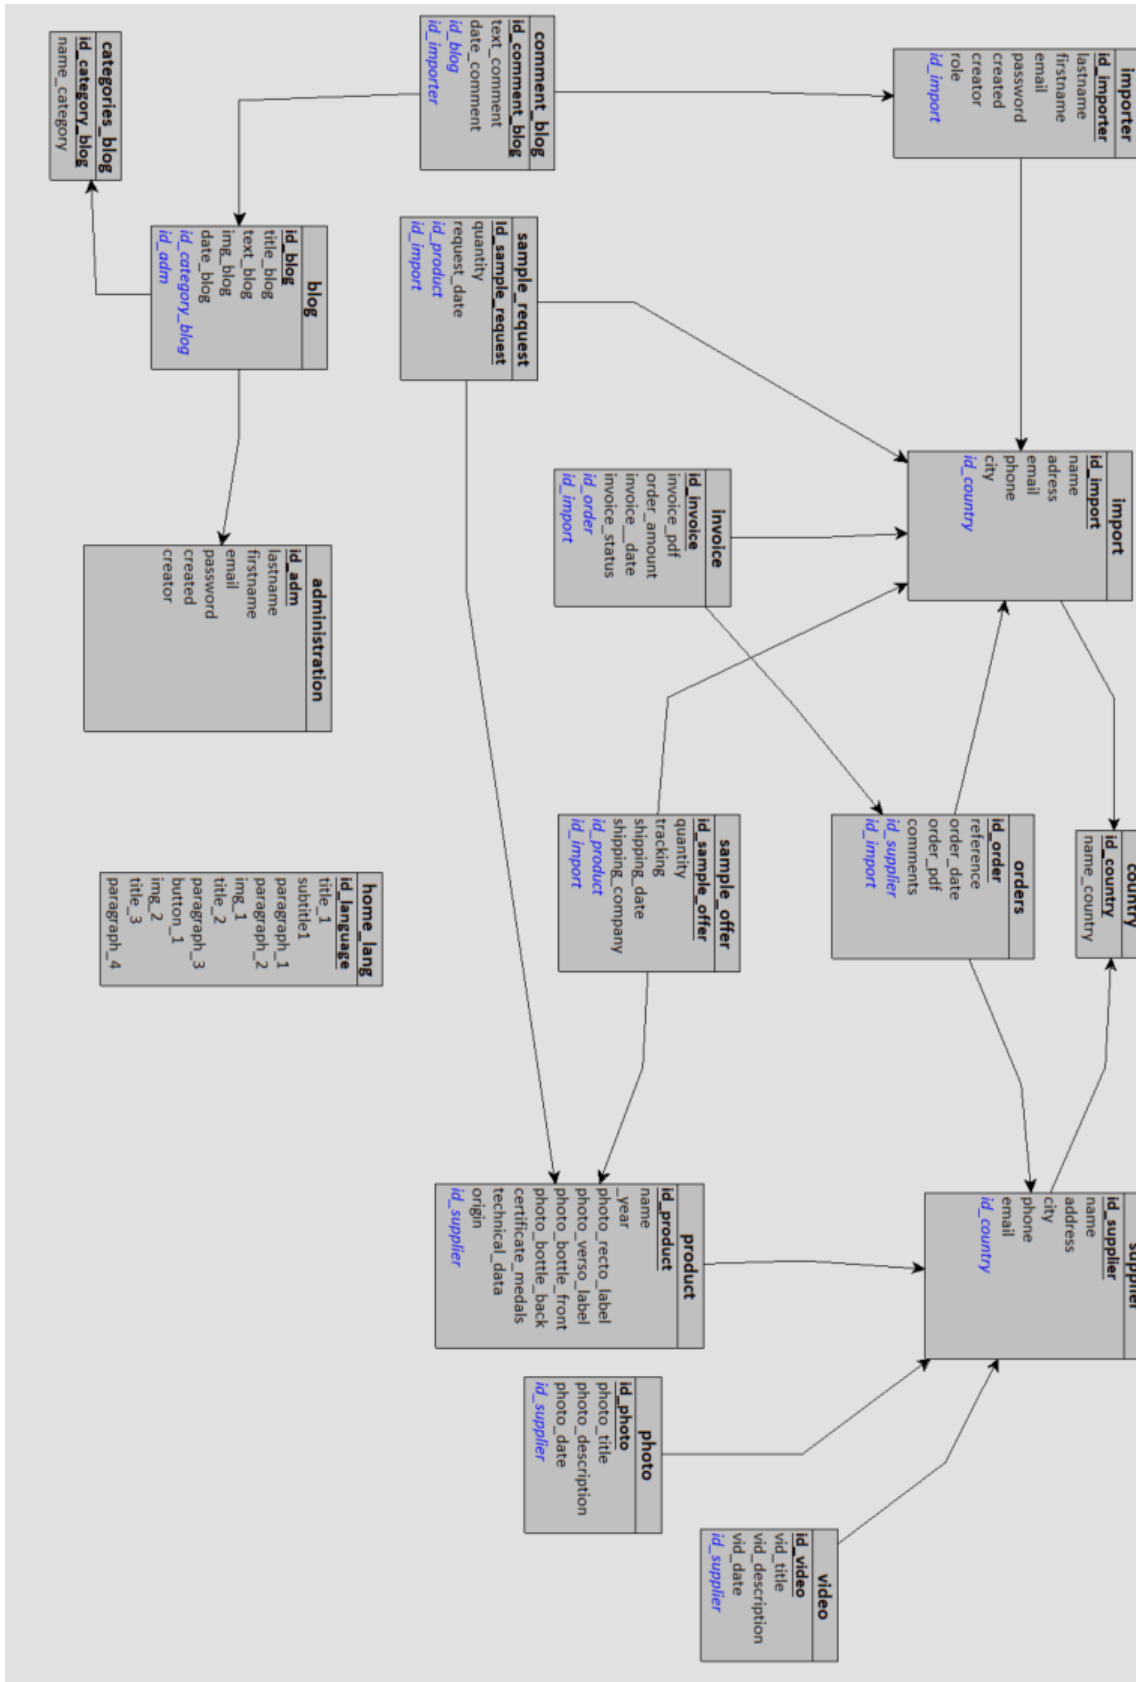 importer
id_importer
lastname
firstname
email
password
created
creator
role
id_import
import
id_import
name
adress
email
phone
city
id_country
country
id_country
name_country
supplier
id_supplier
name
address
city
phone
email
id_country
comment_blog
id_comment_blog
text_comment
date_comment
id_blog
id_importer
sample_request
Id_sample_request
quantity
request_date
id_product
id_import
invoice
id_invoice
invoice_pdf
order_amount
invoice__date
invoice_status
id_order
id_import
orders
id_order
reference
order_date
order_pdf
comments
id_supplier
id_import
sample_offer
id_sample_offer
quantity
tracking
shipping_date
shipping_company
id_product
id_import
product
id_product
name
_year
photo_recto_label
photo_verso_label
photo_bottle_front
photo_bottle_back
certificate_medals
technical_data
origin
id_supplier
photo
id_photo
photo_title
photo_description
photo_date
id_supplier
video
id_video
vid_title
vid_description
vid_date
id_supplier
categories_blog
id_category_blog
name_category
blog
id_blog
title_blog
text_blog
img_blog
date_blog
id_category_blog
id_adm
administration
id_adm
lastname
firstname
email
password
created
creator
home_lang
id_language
title_1
subtitle1
paragraph_1
paragraph_2
img_1
title_2
paragraph_3
button_1
img_2
title_3
paragraph_4